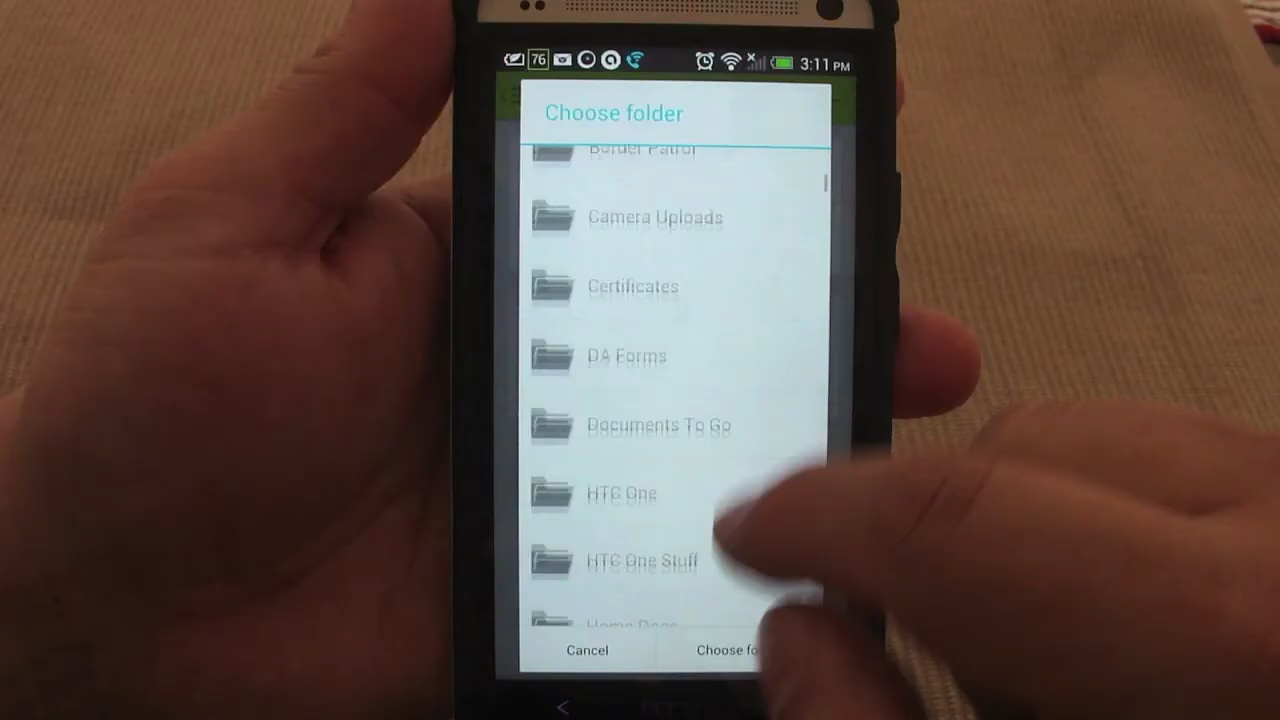 76
3:11 PM
Choose folder
Border Patrol
Camera Uploads
Certificates
DA Forms
Documents To Go
HTC One
HTC One Stuff
Home Docs
Cancel
Choose fo